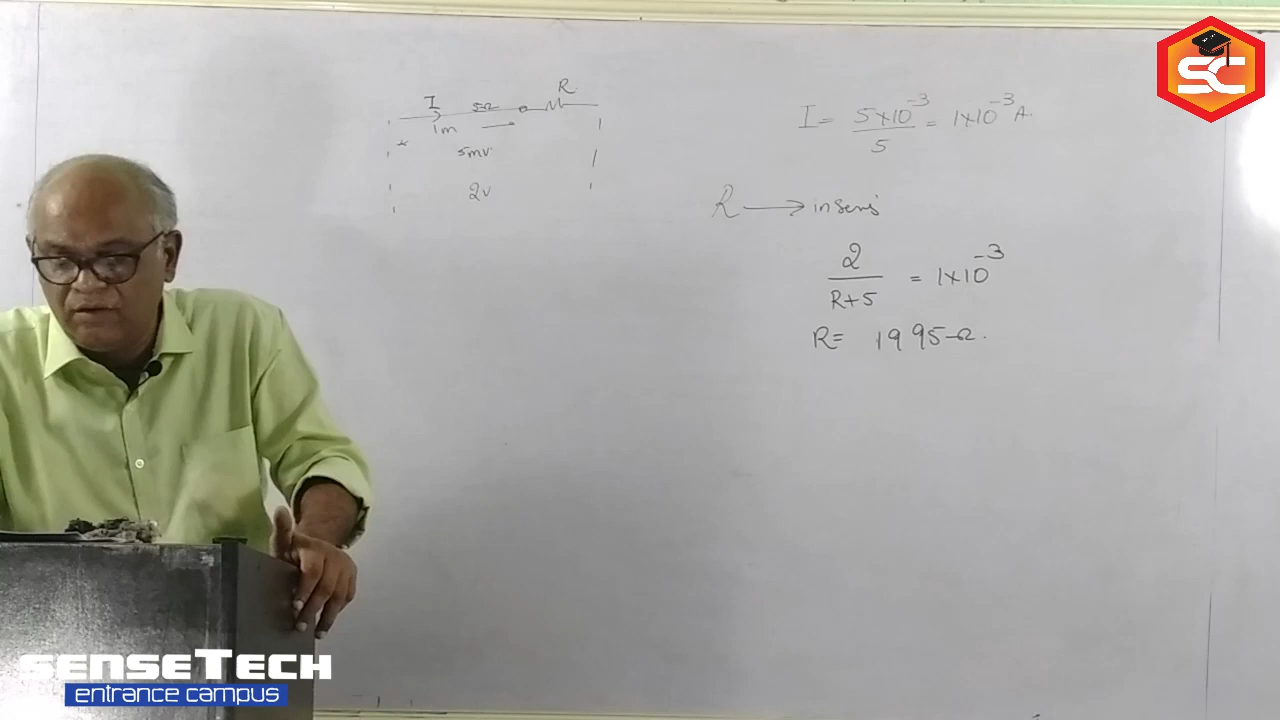 I 5Ω R
1m
5mv
2v
I = 5×10⁻³/5 = 1×10⁻³ A.
R → in Series
2/(R+5) = 1×10⁻³
R = 1995Ω.
SC
SENSETECH
entrance campus